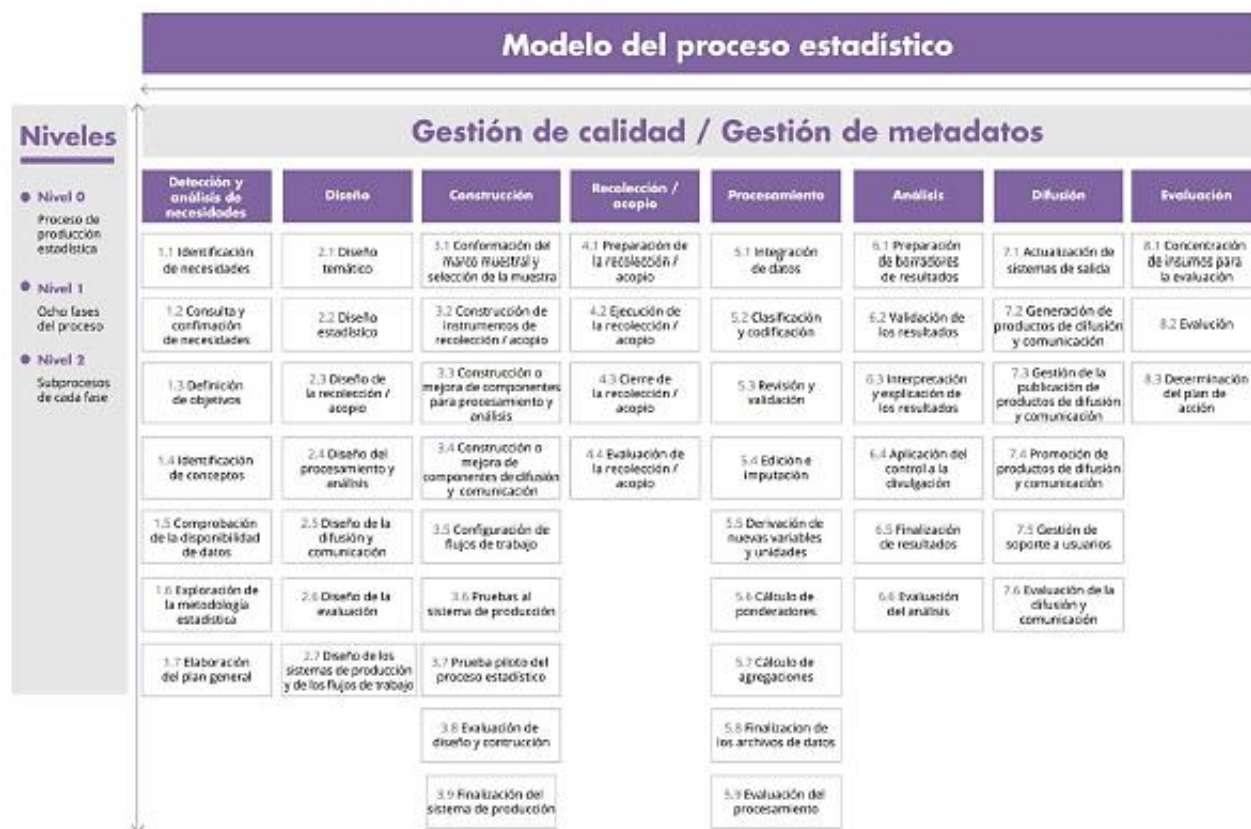 Modelo del proceso estadístico
Niveles
Nivel 0
Proceso de
producción
estadística
Nivel 1
Ocho fases
del proceso
Nivel 2
Subprocesos
de cada fase
Gestión de calidad / Gestión de metadatos
Detección y
análisis de
necesidades
1.1 Identificación
de necesidades
1.2 Consulta y
confimación
de necesidades
1.3 Definición
de objetivos
1.4 Identificación
de conceptos
1.5 Comprobación
de la disponibilidad
de datos
1.6 Exploración de
la metodología
estadística
1.7 Elaboración
del plan general
Diseño
2.1 Diseño
temático
2.2 Diseño
estadístico
2.3 Diseño de
la recolección /
acopio
2.4 Diseño del
procesamiento y
análisis
2.5 Diseño de la
difusión y
comunicación
2.6 Diseño de la
evaluación
2.7 Diseño de los
sistemas de producción
y de los flujos de trabajo
Construcción
3.1 Conformación del
marco muestral y
selección de la muestra
3.2 Construcción de
instrumentos de
recolección / acopio
3.3 Construcción o
mejora de componentes
para procesamiento y
análisis
3.4 Construcción o
mejora de
componentes de difusión
y comunicación
3.5 Configuración de
flujos de trabajo
3.6 Pruebas al
sistema de producción
3.7 Prueba piloto del
proceso estadístico
3.8 Evaluación de
diseño y contrucción
3.9 Finalización del
sistema de producción
Recolección /
acopio
4.1 Preparación de
la recolección /
acopio
4.2 Ejecución de
la recolección /
acopio
4.3 Cierre de
la recolección /
acopio
4.4 Evaluación de
la recolección /
acopio
Procesamiento
5.1 Integración
de datos
5.2 Clasificación
y codificación
5.3 Revisión y
validación
5.4 Edición e
imputación
5.5 Derivación de
nuevas variables
y unidades
5.6 Cálculo de
ponderadores
5.7 Cálculo de
agregaciones
5.8 Finalizacion de
los archivos de datos
5.9 Evaluación del
procesamiento
Análisis
6.1 Preparación
de borradores
de resultados
6.2 Validación de
los resultados
6.3 Interpretación
y explicación de
los resultados
6.4 Aplicación del
control a la
divulgación
6.5 Finalización
de resultados
6.6 Evaluación
del análisis
Difusión
7.1 Actualización de
sistemas de salida
7.2 Generación de
productos de difusión
y comunicación
7.3 Gestión de la
publicación de
productos de difusión
y comunicación
7.4 Promoción de
productos de difusión
y comunicación
7.5 Gestión de
soporte a usuarios
7.6 Evaluación de la
difusión y
comunicación
Evaluación
8.1 Concentración
de insumos para
la evaluación
8.2 Evalución
8.3 Determinación
del plan de
acción